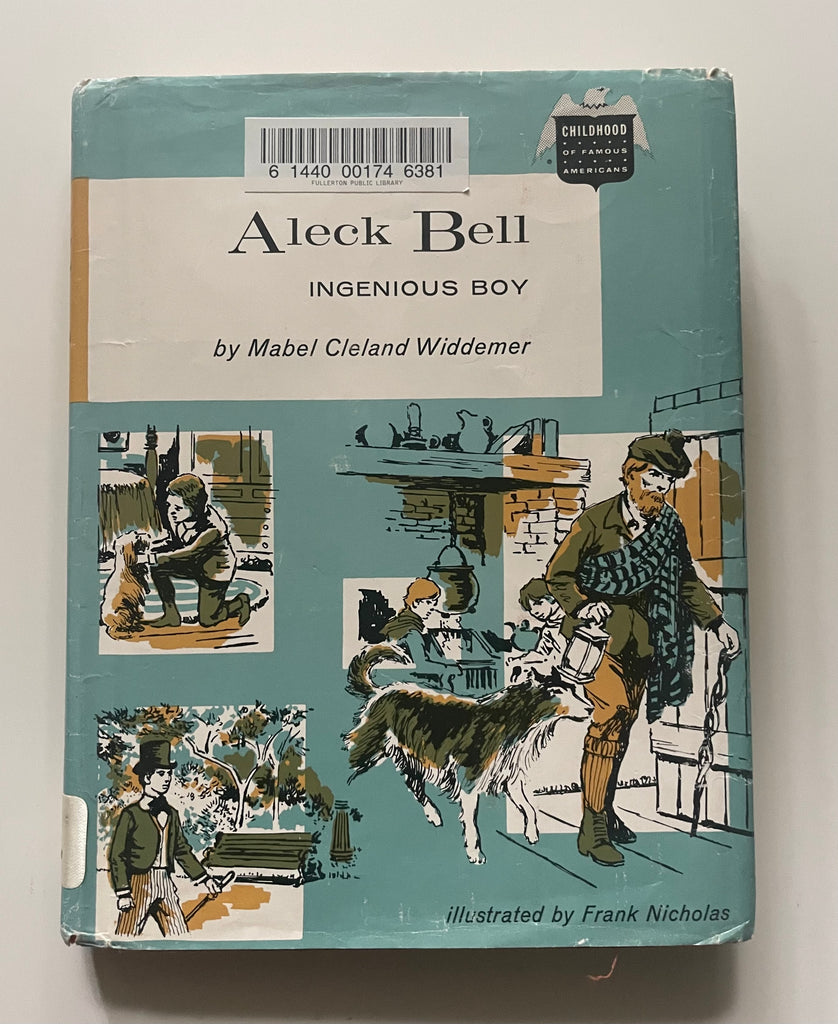 CHILDHOOD
OF FAMOUS
AMERICANS
6 1440 00174 6381
FULLERTON PUBLIC LIBRARY
Aleck Bell
INGENIOUS BOY
by Mabel Cleland Widdemer
illustrated by Frank Nicholas